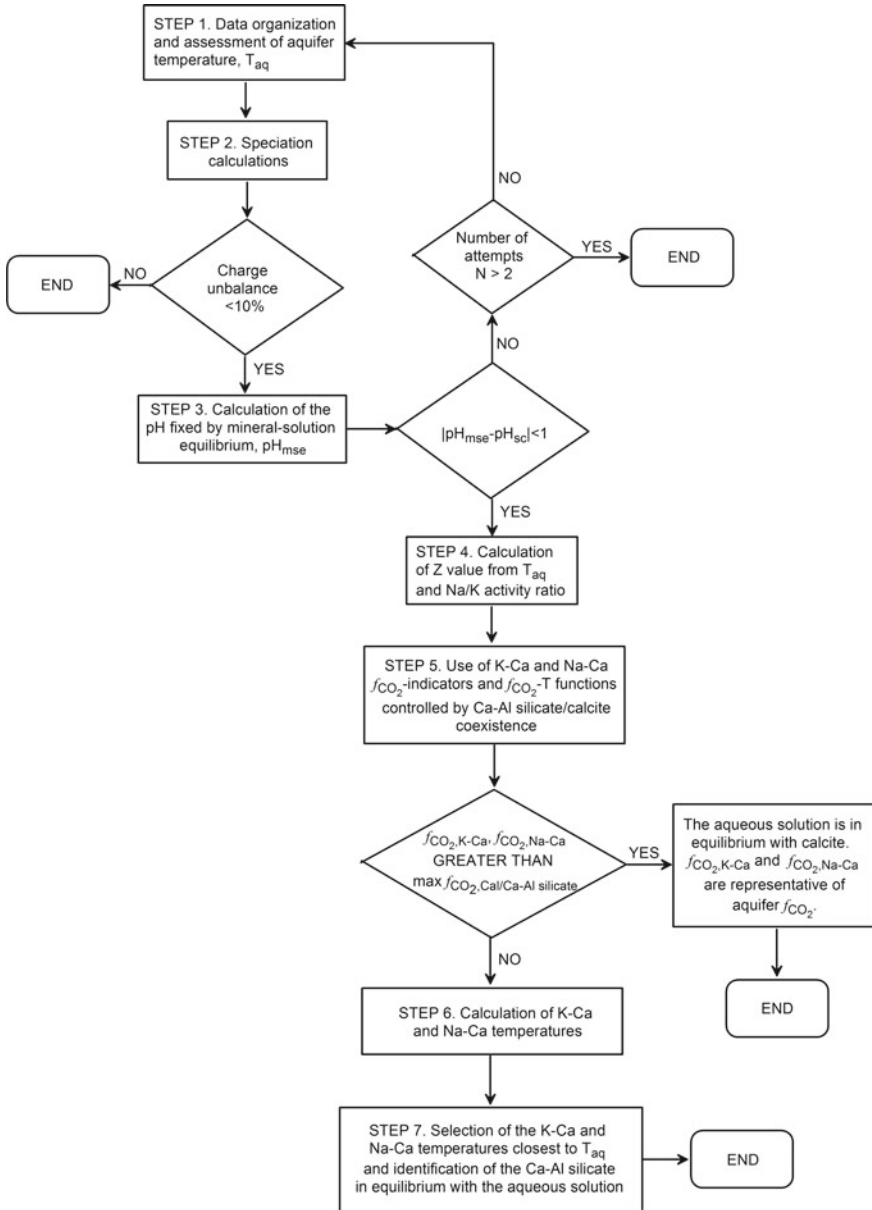 STEP 1. Data organization
and assessment of aquifer
temperature, Taq
STEP 2. Speciation
calculations
Charge
unbalance
<10%
NO
END
YES
STEP 3. Calculation of the
pH fixed by mineral-solution
equilibrium, pHmse
|pHmse-pHsc|<1
NO
Number of
attempts
N > 2
NO
YES
END
YES
STEP 4. Calculation
of Z value from Taq
and Na/K activity ratio
STEP 5. Use of K-Ca and Na-Ca
fCO2-indicators and fCO2-T functions
controlled by Ca-Al silicate/calcite
coexistence
fCO2,K-Ca, fCO2,Na-Ca
GREATER THAN
max fCO2,Cal/Ca-Al silicate
YES
The aqueous solution is in
equilibrium with calcite.
fCO2,K-Ca and fCO2,Na-Ca
are representative of
aquifer fCO2.
END
NO
STEP 6. Calculation of K-Ca
and Na-Ca temperatures
STEP 7. Selection of the K-Ca and
Na-Ca temperatures closest to Taq
and identification of the Ca-Al silicate
in equilibrium with the aqueous solution
END